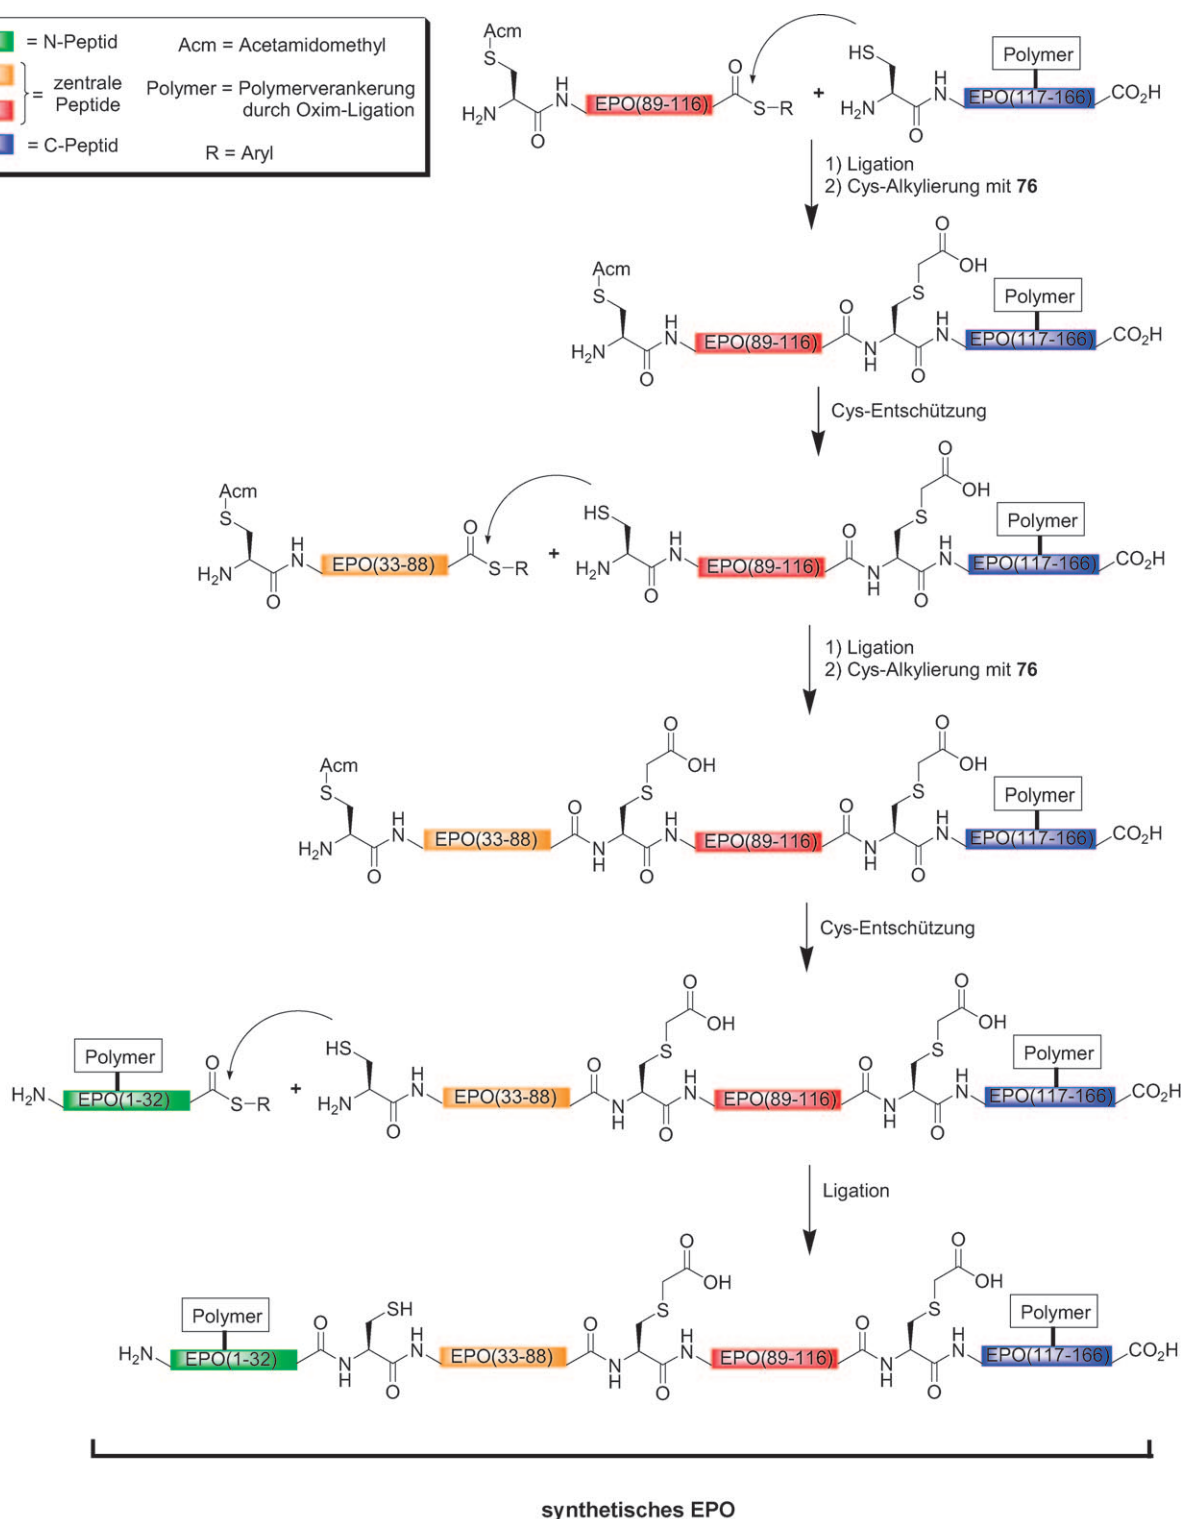 = N-Peptid
Acm = Acetamidomethyl
= zentrale
Peptide
Polymer = Polymerverankerung
durch Oxim-Ligation
= C-Peptid
R = Aryl
Acm
S
H2N
O
H
N
EPO(89-116)
O
S-R
+
HS
H2N
O
H
N
Polymer
EPO(117-166)
CO2H
1) Ligation
2) Cys-Alkylierung mit 76
Acm
S
H2N
O
H
N
EPO(89-116)
O
N
H
S
O
OH
O
H
N
Polymer
EPO(117-166)
CO2H
Cys-Entschützung
Acm
S
H2N
O
H
N
EPO(33-88)
O
S-R
+
HS
H2N
O
H
N
EPO(89-116)
O
N
H
S
O
OH
O
H
N
Polymer
EPO(117-166)
CO2H
1) Ligation
2) Cys-Alkylierung mit 76
Acm
S
H2N
O
H
N
EPO(33-88)
O
N
H
S
O
OH
O
H
N
EPO(89-116)
O
N
H
S
O
OH
O
H
N
Polymer
EPO(117-166)
CO2H
Cys-Entschützung
H2N
Polymer
EPO(1-32)
O
S-R
+
HS
H2N
O
H
N
EPO(33-88)
O
N
H
S
O
OH
O
H
N
EPO(89-116)
O
N
H
S
O
OH
O
H
N
Polymer
EPO(117-166)
CO2H
Ligation
H2N
Polymer
EPO(1-32)
O
N
H
SH
O
H
N
EPO(33-88)
O
N
H
S
O
OH
O
H
N
EPO(89-116)
O
N
H
S
O
OH
O
H
N
Polymer
EPO(117-166)
CO2H
synthetisches EPO